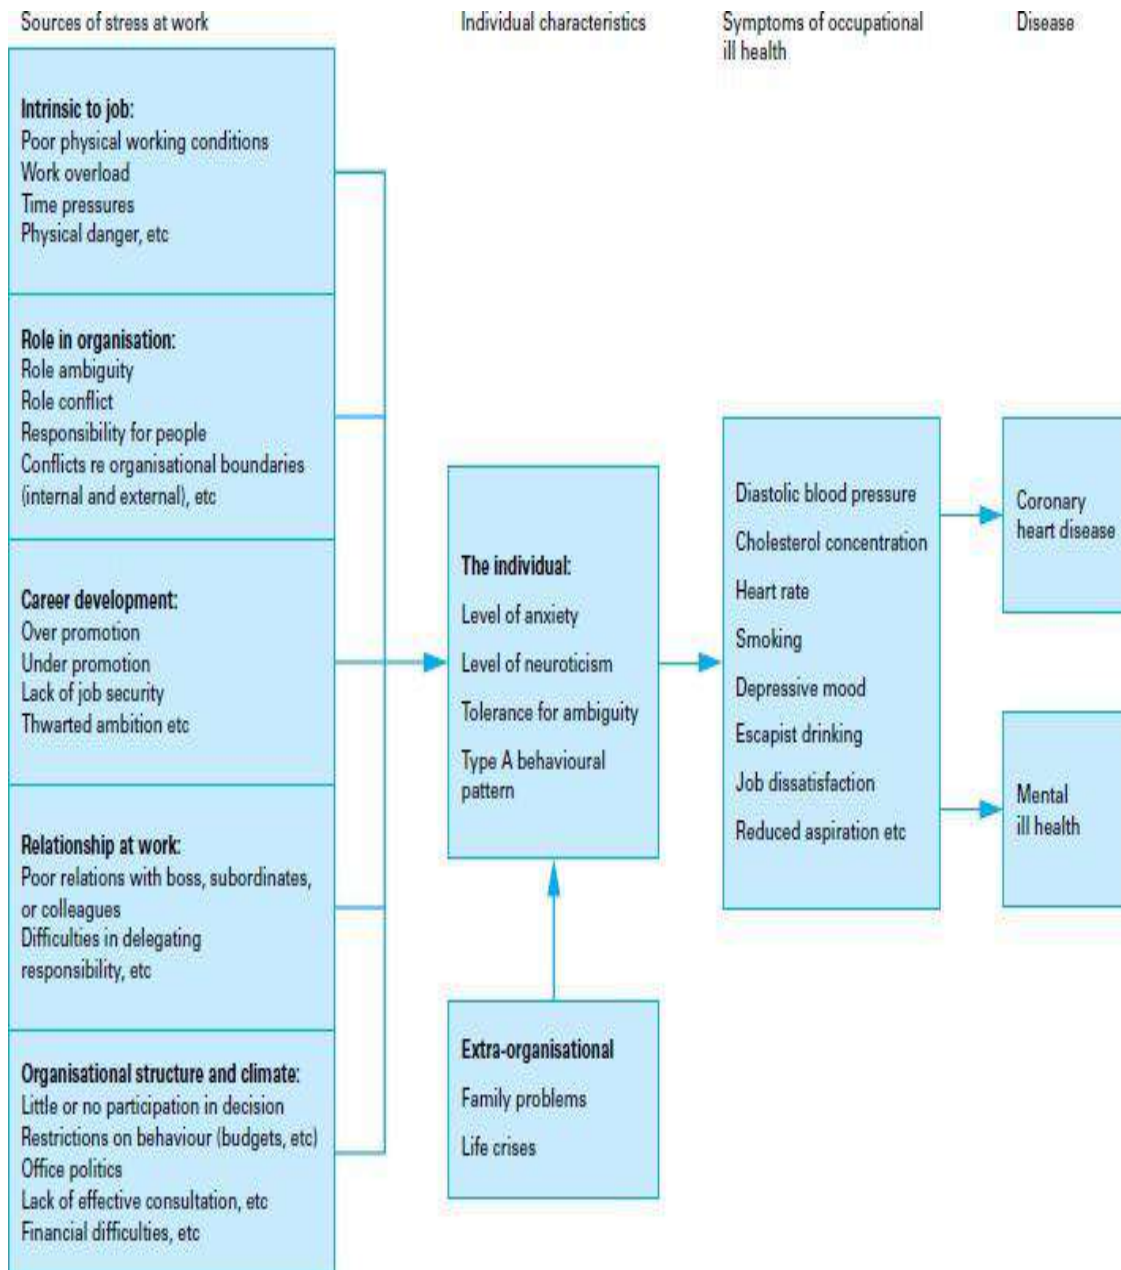 Sources of stress at work
Individual characteristics
Symptoms of occupational
ill health
Disease
Intrinsic to job:
Poor physical working conditions
Work overload
Time pressures
Physical danger, etc
Role in organisation:
Role ambiguity
Role conflict
Responsibility for people
Conflicts re organisational boundaries
(internal and external), etc
Career development:
Over promotion
Under promotion
Lack of job security
Thwarted ambition etc
Relationship at work:
Poor relations with boss, subordinates,
or colleagues
Difficulties in delegating
responsibility, etc
Organisational structure and climate:
Little or no participation in decision
Restrictions on behaviour (budgets, etc)
Office politics
Lack of effective consultation, etc
Financial difficulties, etc
The individual:
Level of anxiety
Level of neuroticism
Tolerance for ambiguity
Type A behavioural
pattern
Extra-organisational
Family problems
Life crises
Diastolic blood pressure
Cholesterol concentration
Heart rate
Smoking
Depressive mood
Escapist drinking
Job dissatisfaction
Reduced aspiration etc
Coronary
heart disease
Mental
ill health